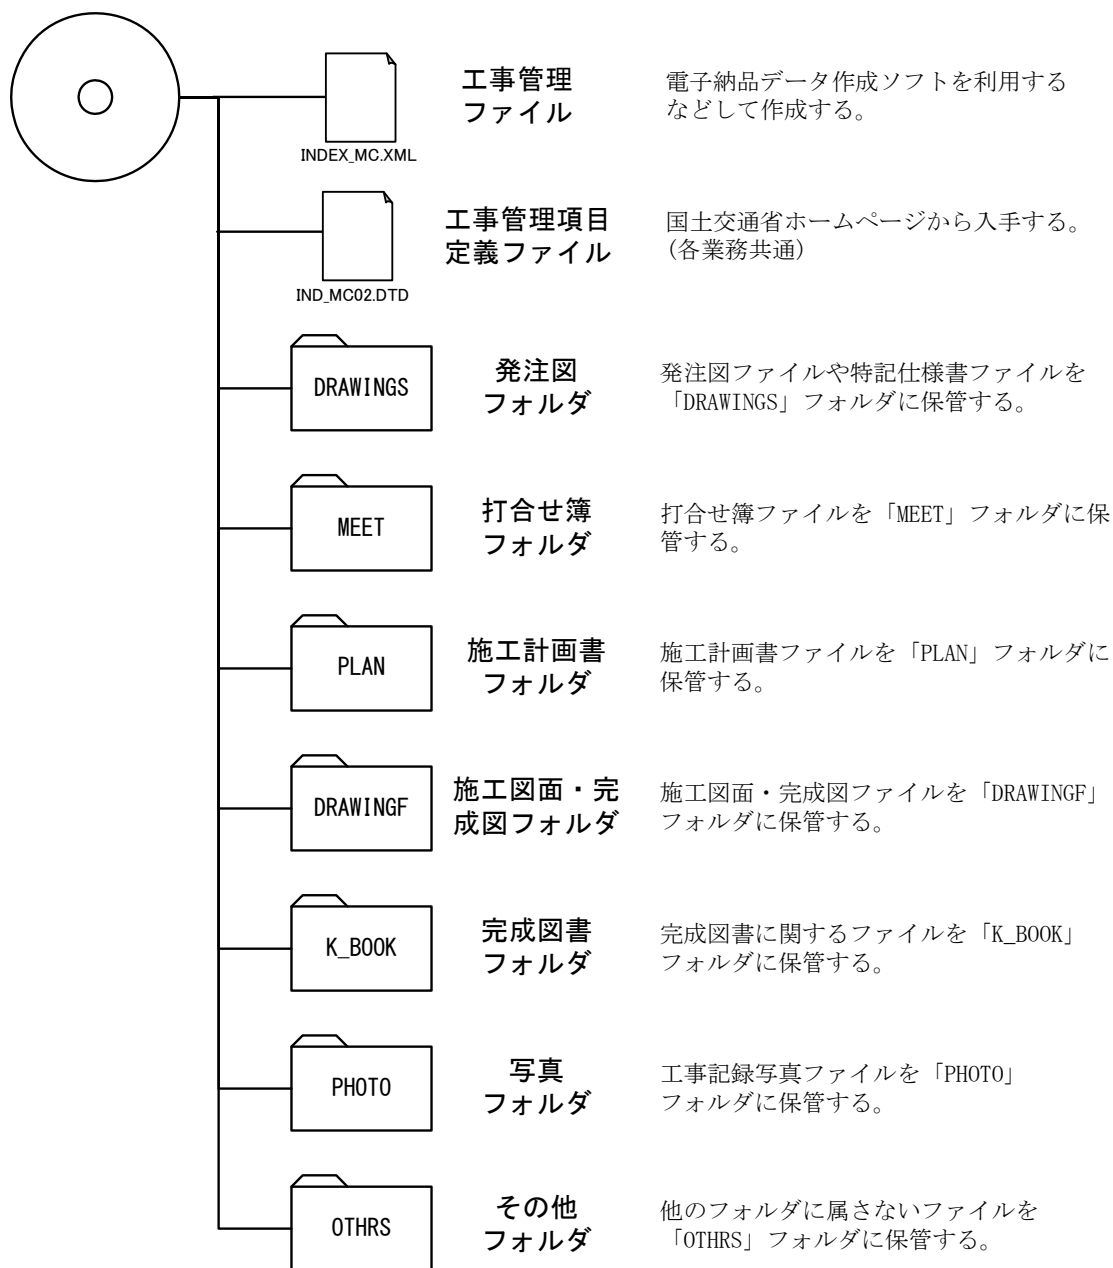 工事管理
ファイル
電子納品データ作成ソフトを利用する
などして作成する。
INDEX_MC.XML
工事管理項目
定義ファイル
国土交通省ホームページから入手する。
(各業務共通)
IND_MC02.DTD
DRAWINGS
発注図
フォルダ
発注図ファイルや特記仕様書ファイルを
「DRAWINGS」フォルダに保管する。
MEET
打合せ簿
フォルダ
打合せ簿ファイルを「MEET」フォルダに保
管する。
PLAN
施工計画書
フォルダ
施工計画書ファイルを「PLAN」フォルダに
保管する。
DRAWINGF
施工図面・完
成図フォルダ
施工図面・完成図ファイルを「DRAWINGF」
フォルダに保管する。
K_BOOK
完成図書
フォルダ
完成図書に関するファイルを「K_BOOK」
フォルダに保管する。
PHOTO
写真
フォルダ
工事記録写真ファイルを「PHOTO」
フォルダに保管する。
OTHRS
その他
フォルダ
他のフォルダに属さないファイルを
「OTHRS」フォルダに保管する。